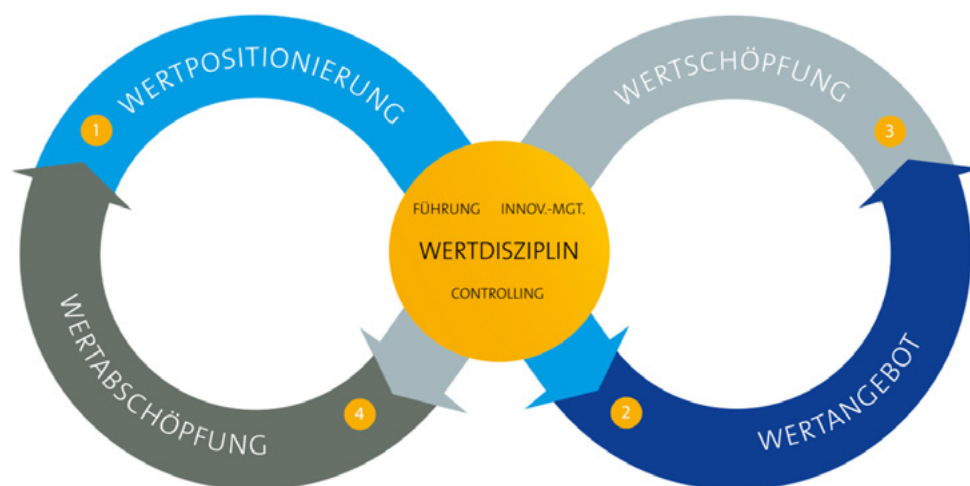 WERTPOSITIONIERUNG
1
WERTSCHÖPFUNG
3
FÜHRUNG INNOV.-MGT.
WERTDISZIPLIN
CONTROLLING
WERTABSCHÖPFUNG
4
2
WERTANGEBOT